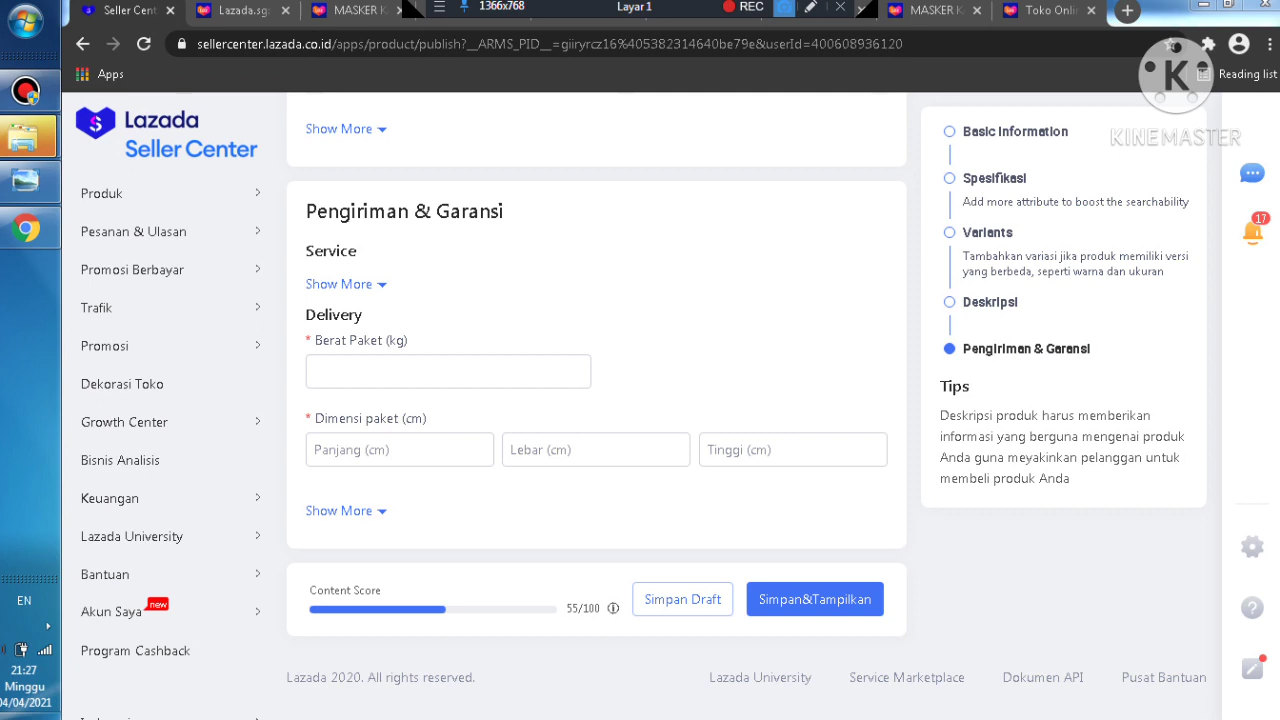 Seller Cent
Lazada.sg
MASKER K
1366x768
Layar 1
REC
MASKER K
Toko Onli
sellercenter.lazada.co.id/apps/product/publish?__ARMS_PID__=giiryrcz16%405382314640be79e&userId=400608936120
Apps
Reading list
K
KINEMASTER
Lazada
Seller Center
Produk
Pesanan & Ulasan
Promosi Berbayar
Trafik
Promosi
Dekorasi Toko
Growth Center
Bisnis Analisis
Keuangan
Lazada University
Bantuan
Akun Saya new
Program Cashback
Show More
Pengiriman & Garansi
Service
Show More
Delivery
* Berat Paket (kg)
* Dimensi paket (cm)
Panjang (cm)
Lebar (cm)
Tinggi (cm)
Show More
Content Score
55/100
Simpan Draft
Simpan&Tampilkan
Basic Information
Spesifikasi
Add more attribute to boost the searchability
Variants
Tambahkan variasi jika produk memiliki versi
yang berbeda, seperti warna dan ukuran
Deskripsi
Pengiriman & Garansi
Tips
Deskripsi produk harus memberikan
informasi yang berguna mengenai produk
Anda guna meyakinkan pelanggan untuk
membeli produk Anda
17
Lazada 2020. All rights reserved.
Lazada University
Service Marketplace
Dokumen API
Pusat Bantuan
EN
21:27
Minggu
04/04/2021